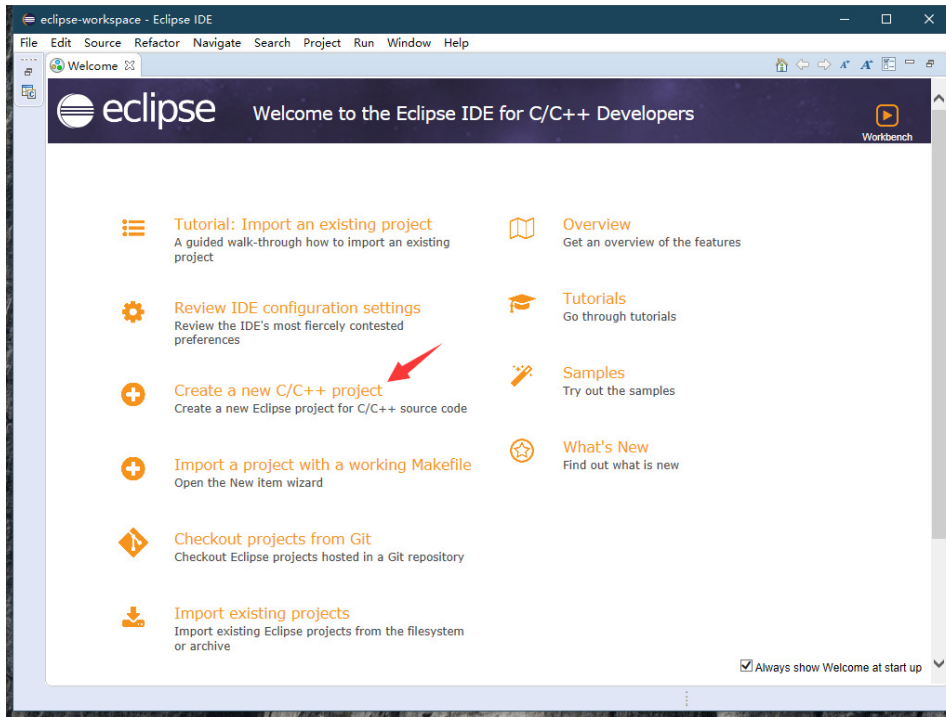 eclipse-workspace - Eclipse IDE
File Edit Source Refactor Navigate Search Project Run Window Help
Welcome
eclipse
Welcome to the Eclipse IDE for C/C++ Developers
Workbench
Tutorial: Import an existing project
A guided walk-through how to import an existing
project
Review IDE configuration settings
Review the IDE's most fiercely contested
preferences
Create a new C/C++ project
Create a new Eclipse project for C/C++ source code
Import a project with a working Makefile
Open the New item wizard
Checkout projects from Git
Checkout Eclipse projects hosted in a Git repository
Import existing projects
Import existing Eclipse projects from the filesystem
or archive
Overview
Get an overview of the features
Tutorials
Go through tutorials
Samples
Try out the samples
What's New
Find out what is new
Always show Welcome at start up